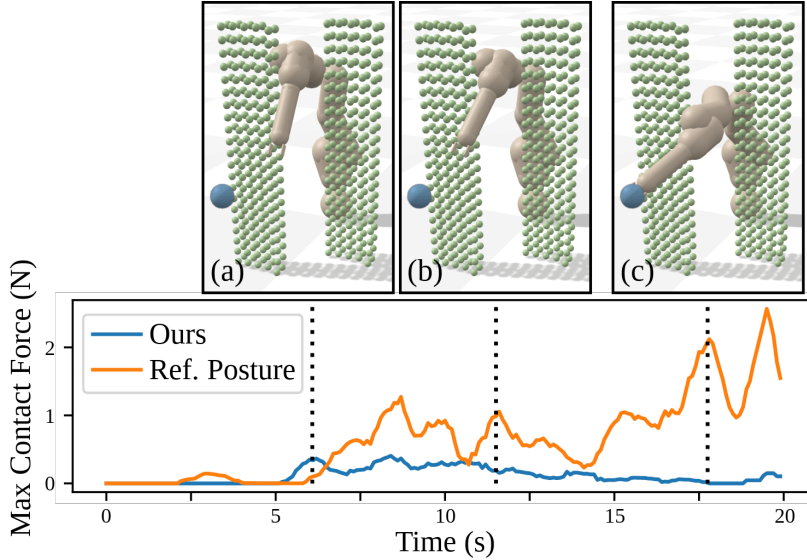 (a)
(b)
(c)
Max Contact Force (N)
2
1
0
Ours
Ref. Posture
0
5
10
15
20
Time (s)